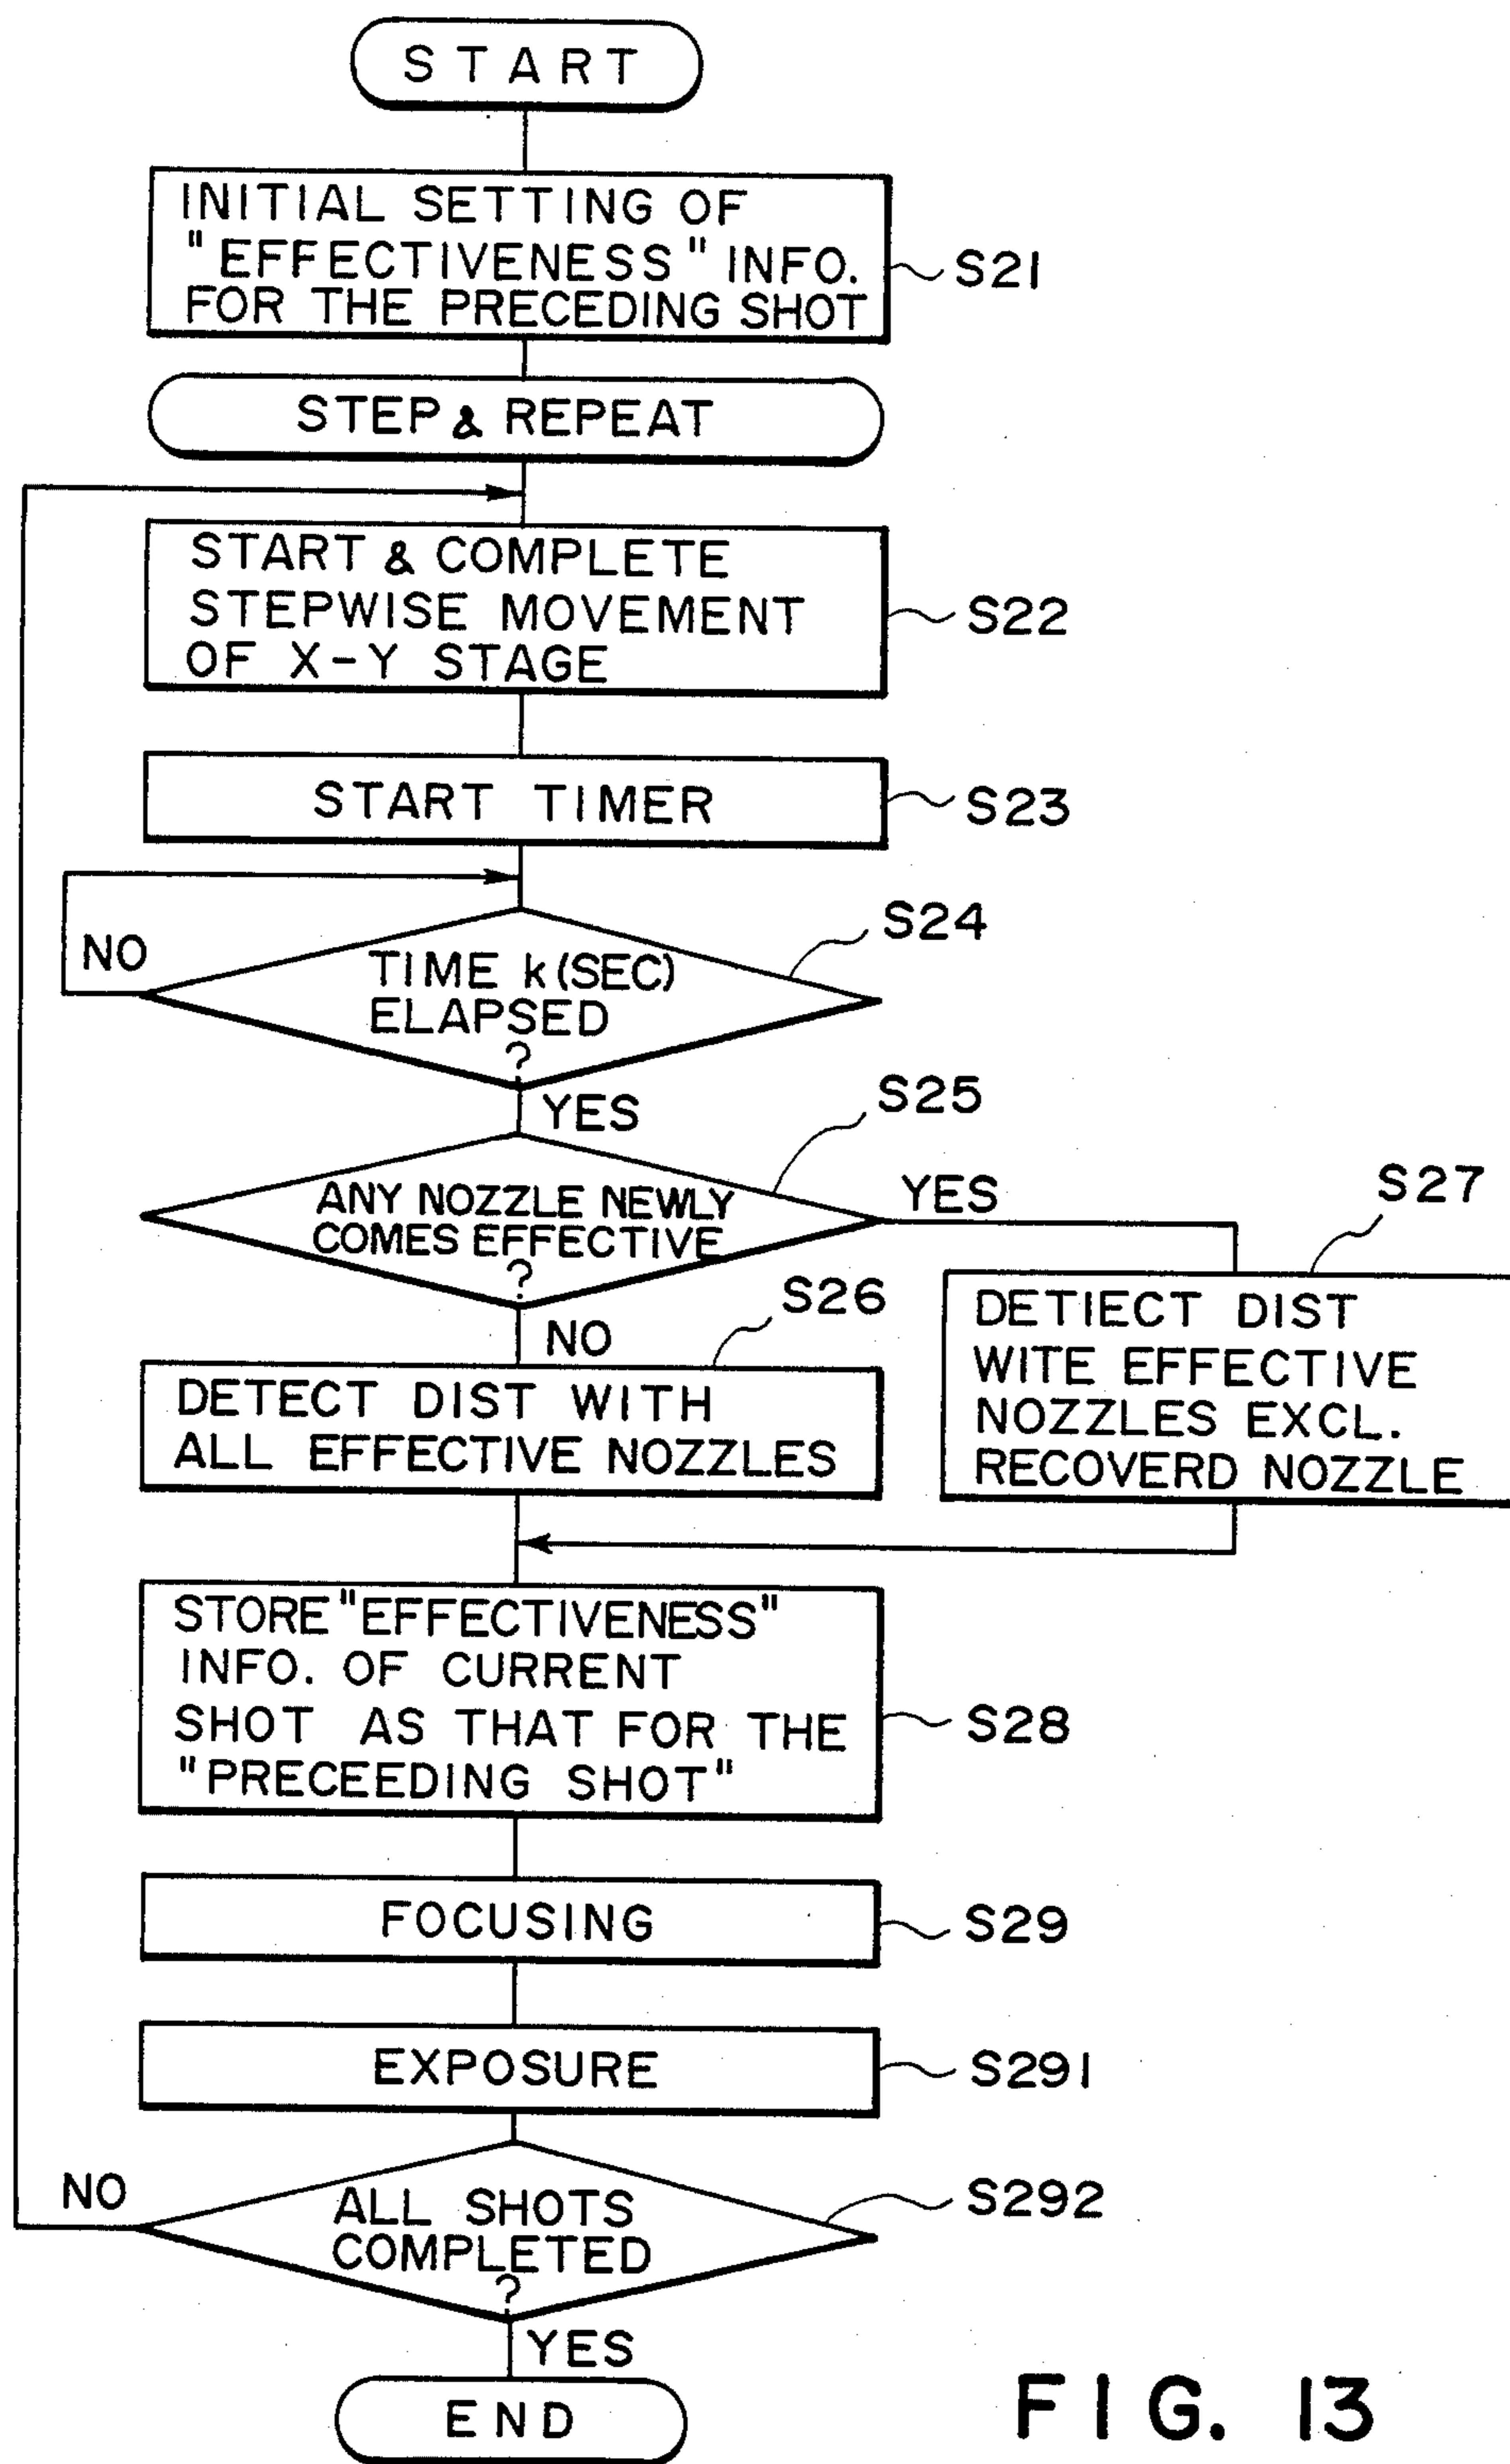 START
INITIAL SETTING OF
"EFFECTIVENESS" INFO.
FOR THE PRECEDING SHOT
S21
STEP & REPEAT
START & COMPLETE
STEPWISE MOVEMENT
OF X-Y STAGE
S22
START TIMER
S23
S24
NO
TIME k(SEC)
ELAPSED
?
YES
S25
ANY NOZZLE NEWLY
COMES EFFECTIVE
?
YES
S27
NO
S26
DETECT DIST WITH
ALL EFFECTIVE NOZZLES
DETIECT DIST
WITE EFFECTIVE
NOZZLES EXCL.
RECOVERD NOZZLE
STORE "EFFECTIVENESS"
INFO. OF CURRENT
SHOT AS THAT FOR THE
"PRECEEDING SHOT"
S28
FOCUSING
S29
EXPOSURE
S291
NO
ALL SHOTS
COMPLETED
?
S292
YES
END
FIG. 13